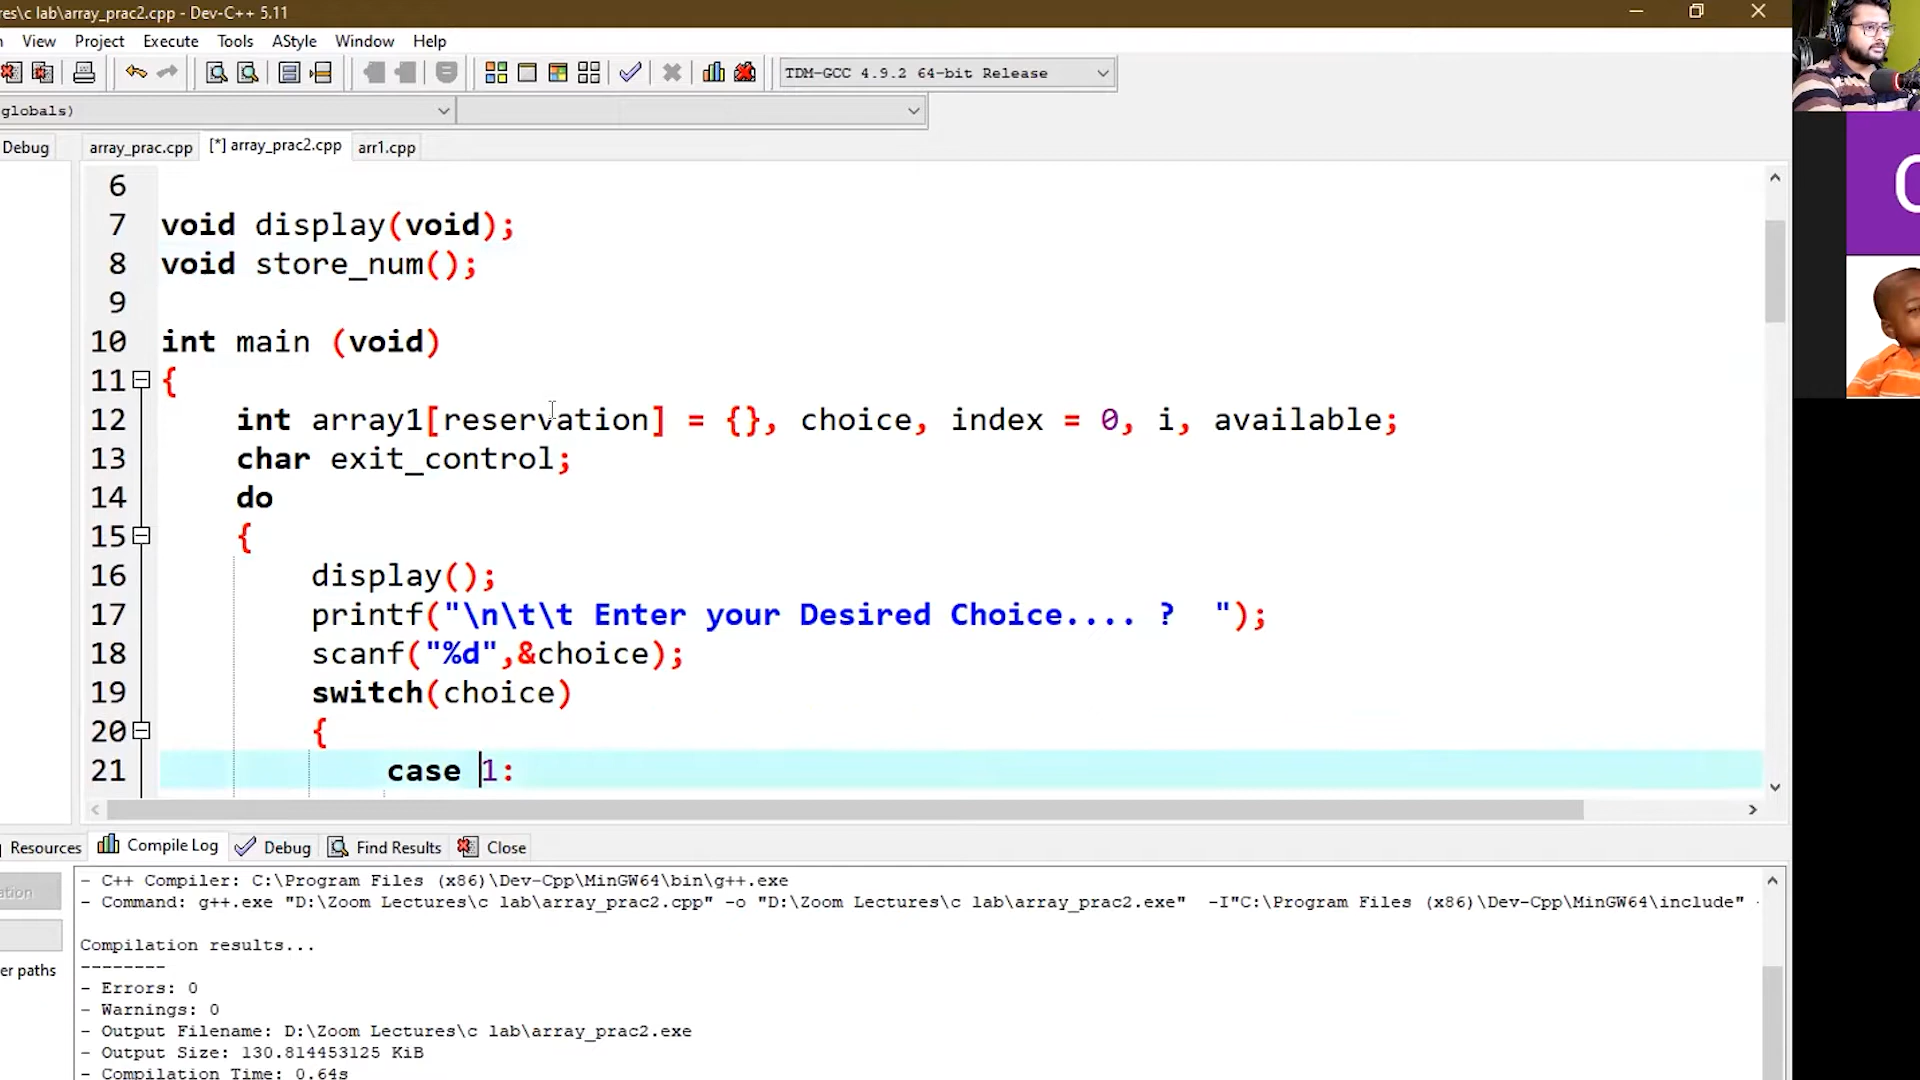 res\c lab\array_prac2.cpp - Dev-C++ 5.11
View Project Execute Tools AStyle Window Help
TDM-GCC 4.9.2 64-bit Release
globals)
Debug array_prac.cpp [*] array_prac2.cpp arr1.cpp
6
7 void display(void);
8 void store_num();
9
10 int main (void)
11 {
12 int array1[reservation] = {}, choice, index = 0, i, available;
13 char exit_control;
14 do
15 {
16 display();
17 printf("\n\t\t Enter your Desired Choice.... ?  ");
18 scanf("%d",&choice);
19 switch(choice)
20 {
21 case 1:
Resources Compile Log Debug Find Results Close
- C++ Compiler: C:\Program Files (x86)\Dev-Cpp\MinGW64\bin\g++.exe
- Command: g++.exe "D:\Zoom Lectures\c lab\array_prac2.cpp" -o "D:\Zoom Lectures\c lab\array_prac2.exe"  -I"C:\Program Files (x86)\Dev-Cpp\MinGW64\include" -
Compilation results...
--------
er paths
- Errors: 0
- Warnings: 0
- Output Filename: D:\Zoom Lectures\c lab\array_prac2.exe
- Output Size: 130.814453125 KiB
- Compilation Time: 0.64s